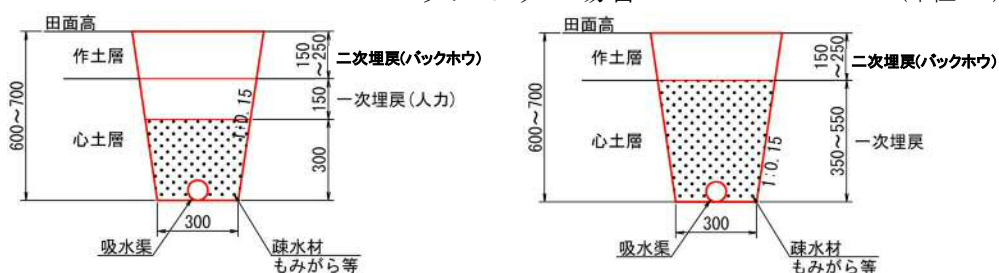 田面高
作土層
心土層
600〜700
150〜250
150
300
1:0.15
二次埋戻(バックホウ)
一次埋戻(人力)
300
吸水渠
疎水材
もみがら等
田面高
作土層
心土層
600〜700
150〜250
350〜550
1:0.15
二次埋戻(バックホウ)
一次埋戻
300
吸水渠
疎水材
もみがら等